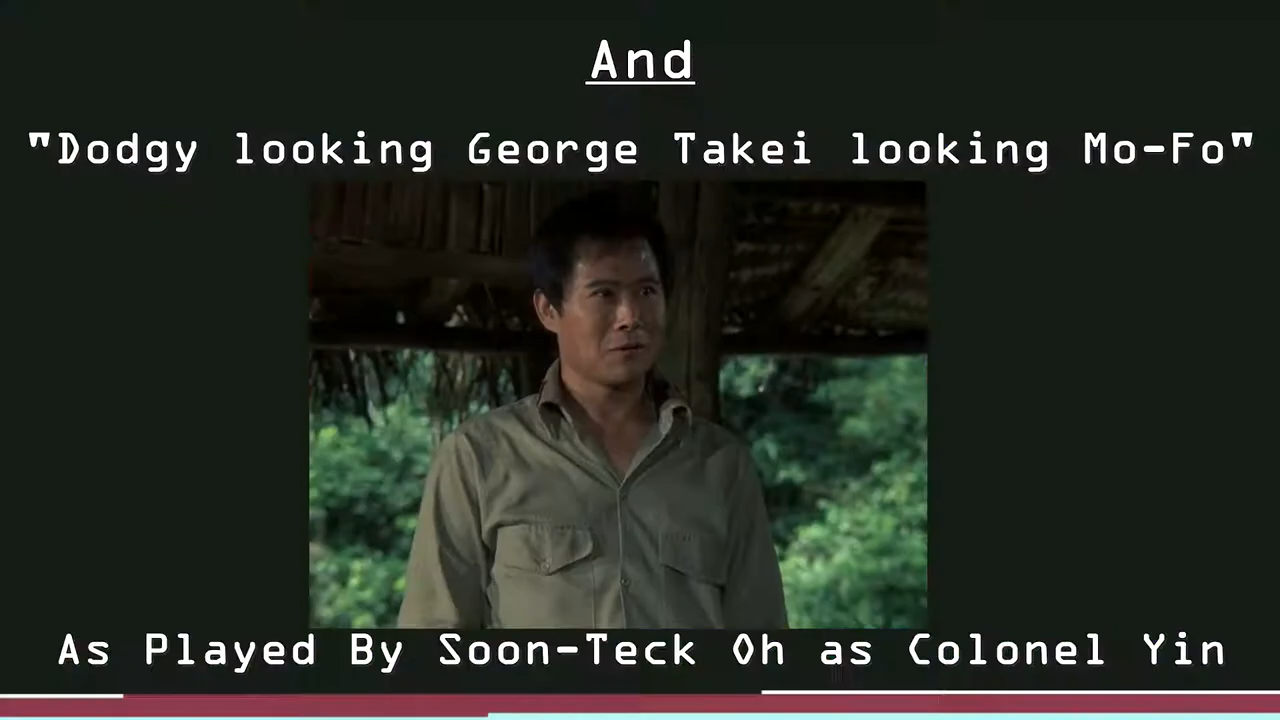 And
"Dodgy looking George Takei looking Mo-Fo"
As Played By Soon-Teck Oh as Colonel Yin